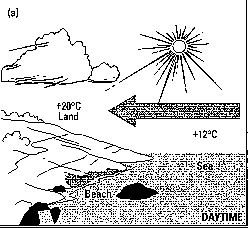 (a)
+20°C
Land
+12°C
Sea
Beach
DAYTIME